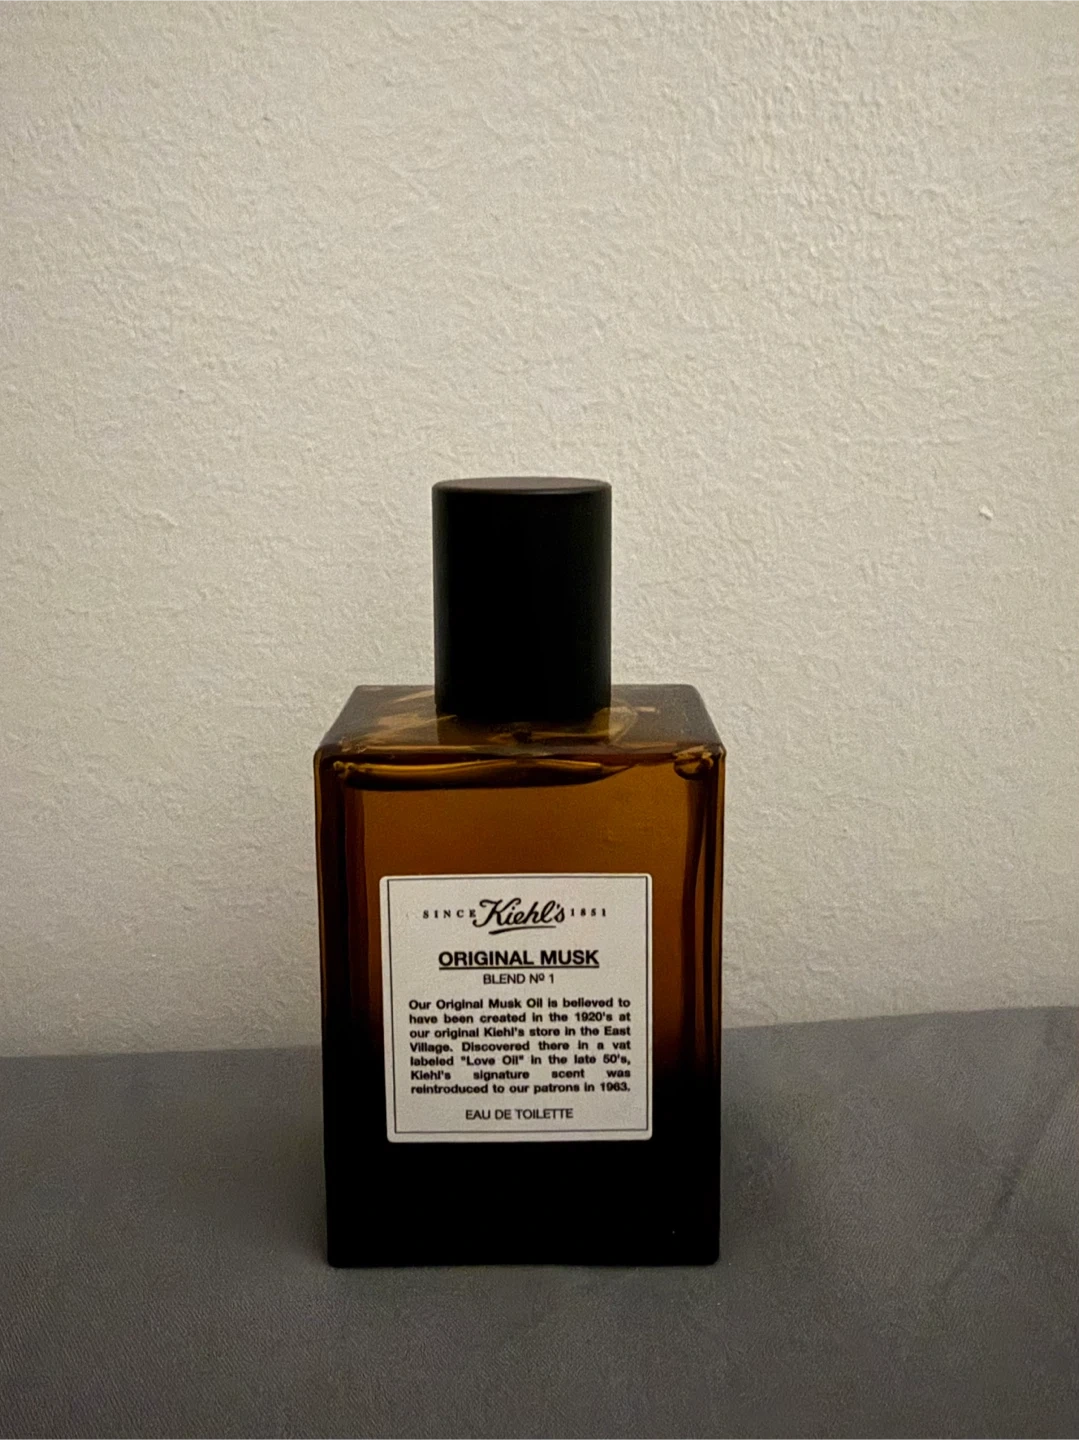 SINCE Kiehl's 1851
ORIGINAL MUSK
BLEND Nº 1
Our Original Musk Oil is believed to
have been created in the 1920's at
our original Kiehl's store in the East
Village. Discovered there in a vat
labeled "Love Oil" in the late 50's,
Kiehl's signature scent was
reintroduced to our patrons in 1963.
EAU DE TOILETTE